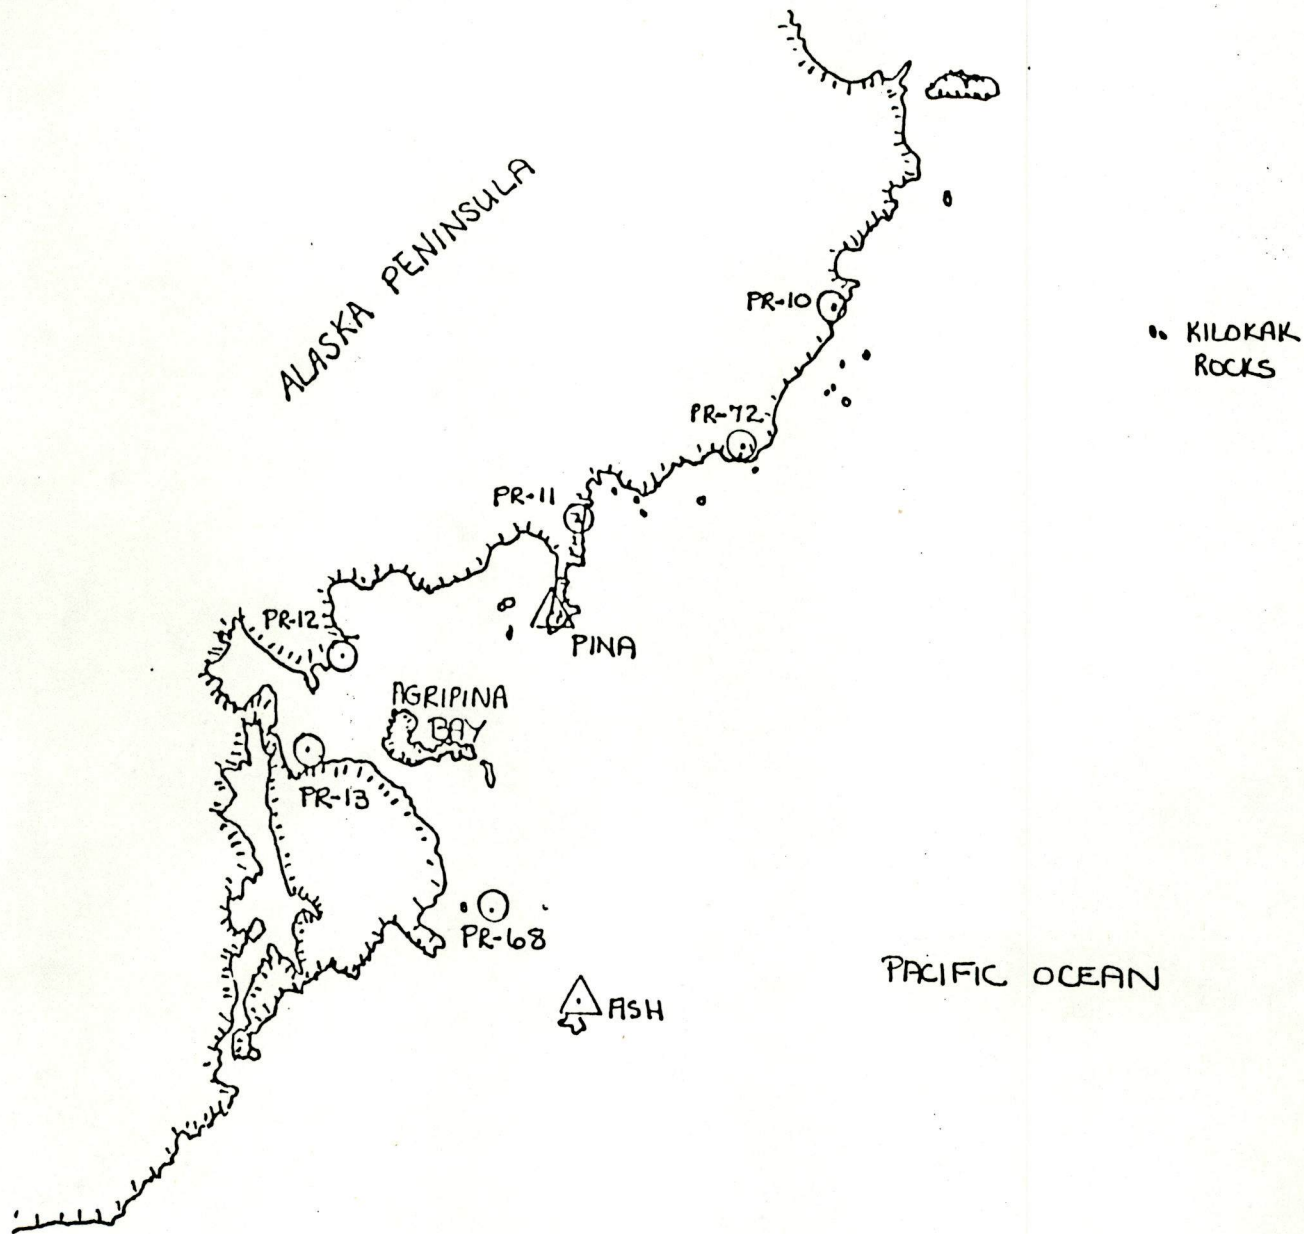 ALASKA PENINSULA
PR-10
KILOKAK
ROCKS
PR-72
PR-11
PR-12
PINA
AGRIPINA
BAY
PR-13
PR-68
PACIFIC OCEAN
ASH